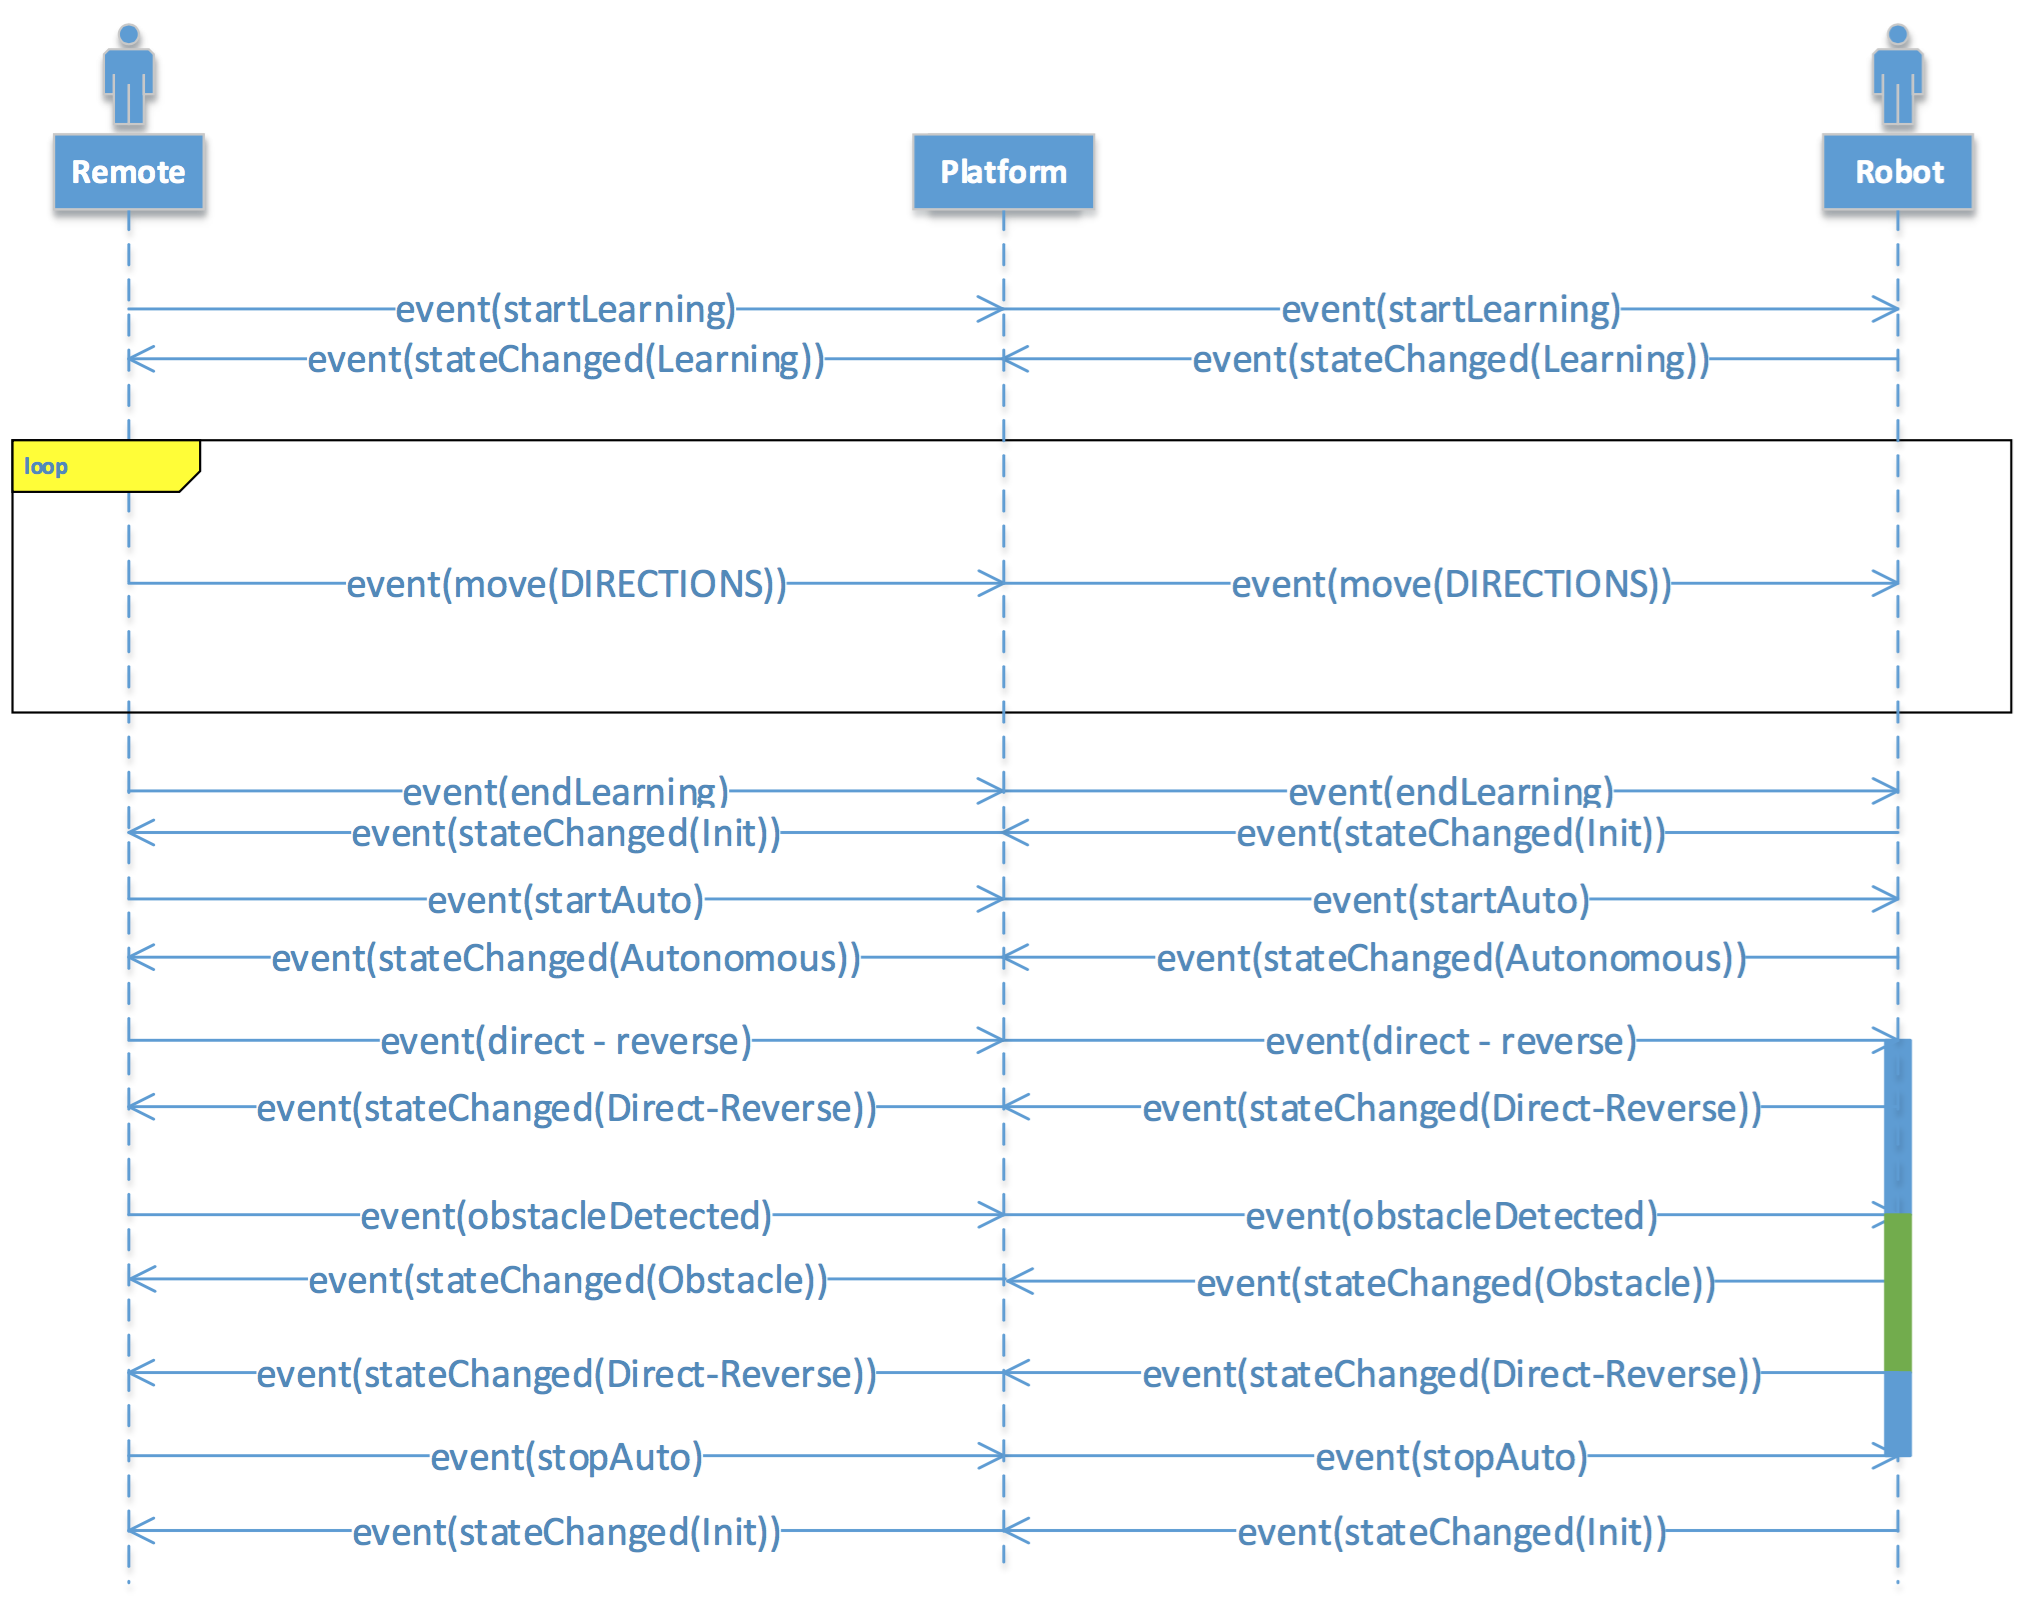 Remote
Platform
Robot
event(startLearning)
event(startLearning)
event(stateChanged(Learning))
event(stateChanged(Learning))
loop
event(move(DIRECTIONS))
event(move(DIRECTIONS))
event(endLearning)
event(endLearning)
event(stateChanged(Init))
event(stateChanged(Init))
event(startAuto)
event(startAuto)
event(stateChanged(Autonomous))
event(stateChanged(Autonomous))
event(direct - reverse)
event(direct - reverse)
event(stateChanged(Direct-Reverse))
event(stateChanged(Direct-Reverse))
event(obstacleDetected)
event(obstacleDetected)
event(stateChanged(Obstacle))
event(stateChanged(Obstacle))
event(stateChanged(Direct-Reverse))
event(stateChanged(Direct-Reverse))
event(stopAuto)
event(stopAuto)
event(stateChanged(Init))
event(stateChanged(Init))